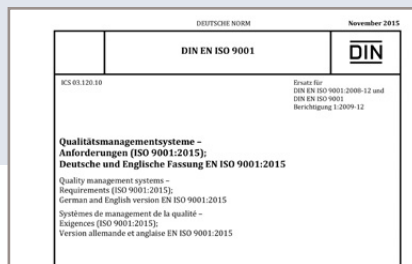 DEUTSCHE NORM
November 2015
DIN EN ISO 9001
DIN
ICS 03.120.10
Ersatz für
DIN EN ISO 9001:2008-12 und
DIN EN ISO 9001
Berichtigung 1:2009-12
Qualitätsmanagementsysteme –
Anforderungen (ISO 9001:2015);
Deutsche und Englische Fassung EN ISO 9001:2015
Quality management systems –
Requirements (ISO 9001:2015);
German and English version EN ISO 9001:2015
Systèmes de management de la qualité –
Exigences (ISO 9001:2015);
Version allemande et anglaise EN ISO 9001:2015